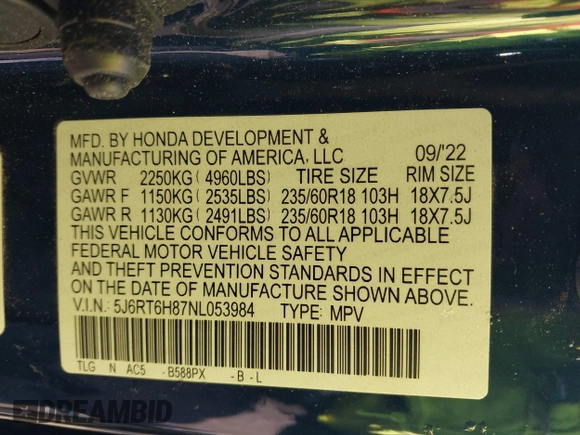 MFD. BY HONDA DEVELOPMENT &
MANUFACTURING OF AMERICA, LLC 09/'22
GVWR 2250KG ( 4960LBS) TIRE SIZE RIM SIZE
GAWR F 1150KG ( 2535LBS) 235/60R18 103H 18X7.5J
GAWR R 1130KG ( 2491LBS) 235/60R18 103H 18X7.5J
THIS VEHICLE CONFORMS TO ALL APPLICABLE
FEDERAL MOTOR VEHICLE SAFETY
AND THEFT PREVENTION STANDARDS IN EFFECT
ON THE DATE OF MANUFACTURE SHOWN ABOVE.
V.I.N.: 5J6RT6H87NL053984 TYPE: MPV
TLG N AC5 -B588PX -B-L
DREAMBID